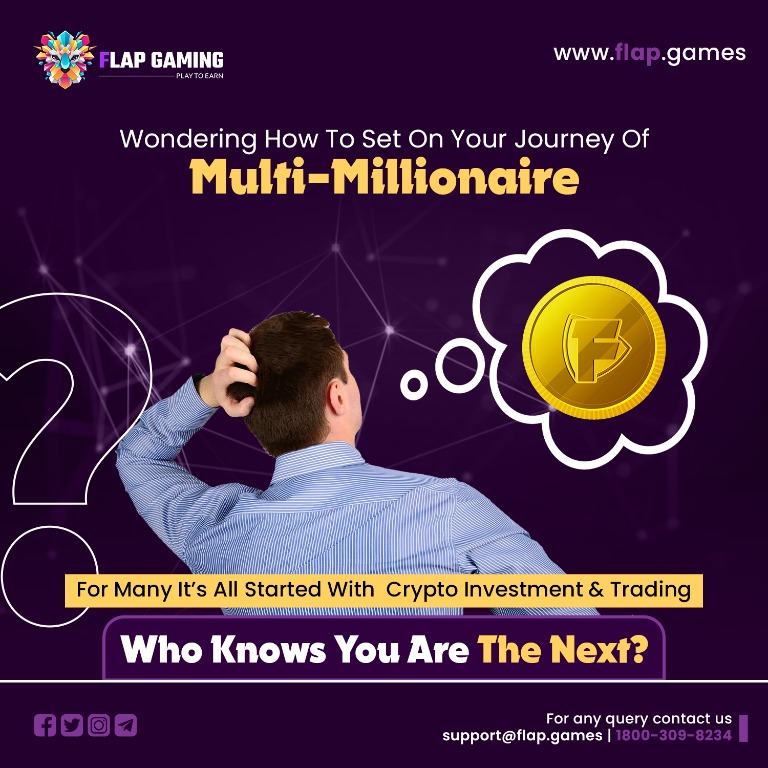 FLAP GAMING
PLAY TO EARN
www.flap.games
Wondering How To Set On Your Journey Of
Multi-Millionaire
F
For Many It's All Started With Crypto Investment & Trading
Who Knows You Are The Next?
For any query contact us
support@flap.games | 1800-309-8234